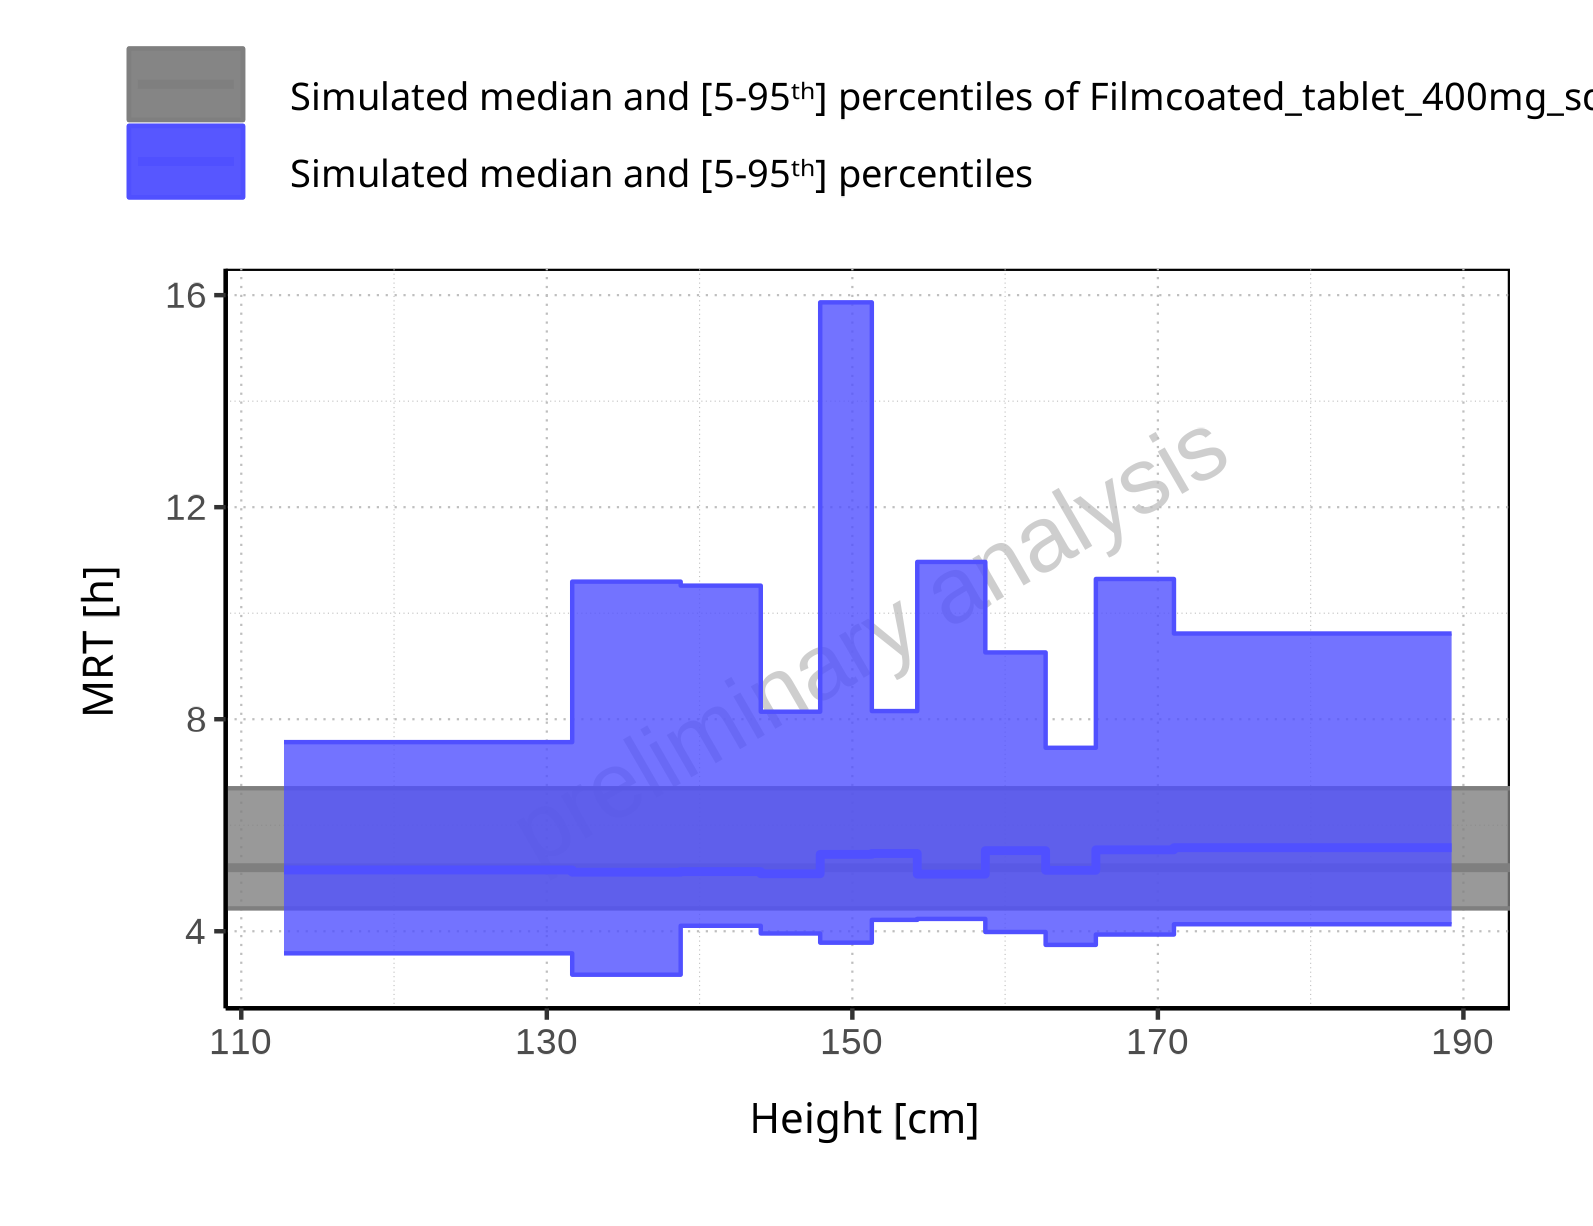 Simulated median and [5-95th] percentiles of Filmcoated_tablet_400mg_sc
Simulated median and [5-95th] percentiles
16
12
8
4
MRT [h]
preliminary analysis
110 130 150 170 190
Height [cm]